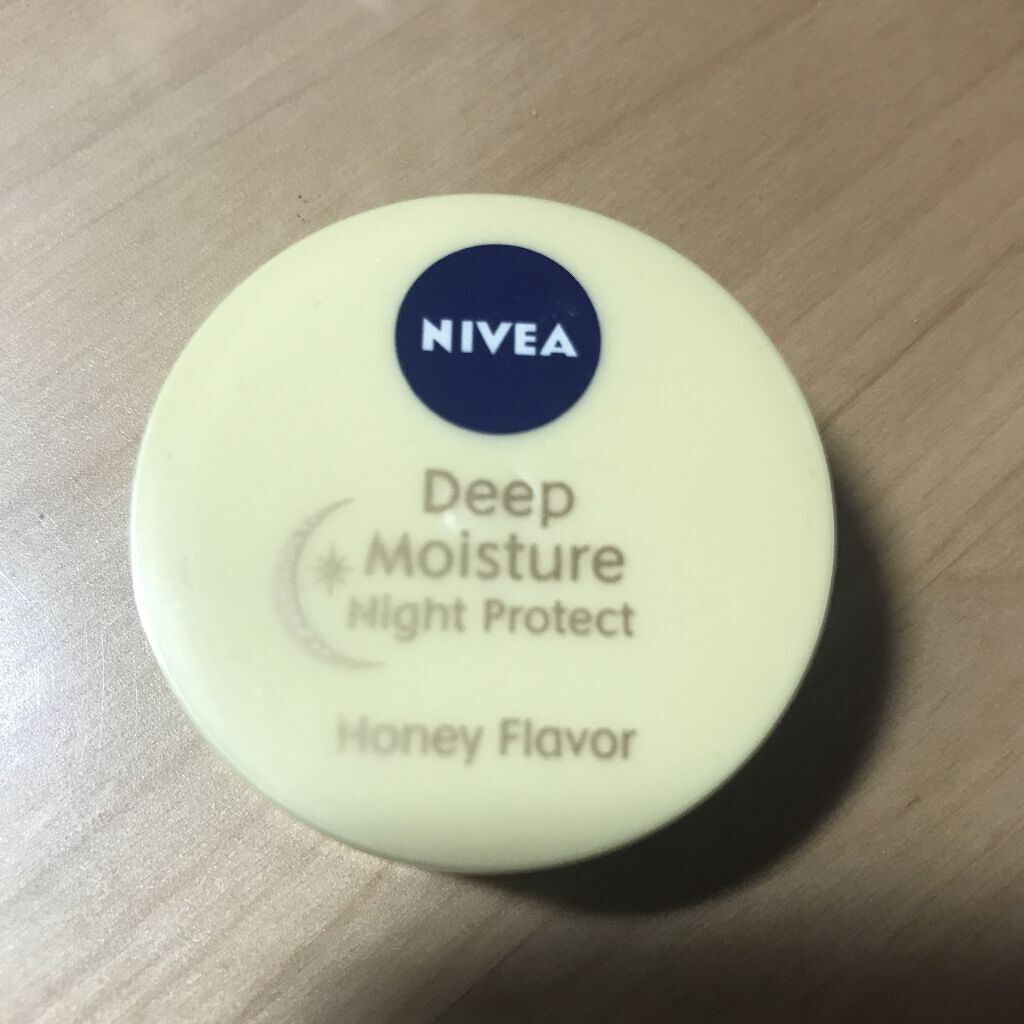 NIVEA
Deep
Moisture
Night Protect
Honey Flavor